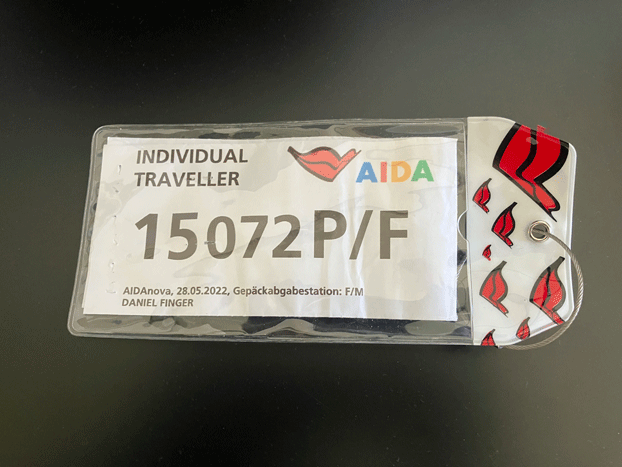 INDIVIDUAL
TRAVELLER
AIDA
15072 P/F
AIDAnova, 28.05.2022, Gepäckabgabestation: F/M
DANIEL FINGER